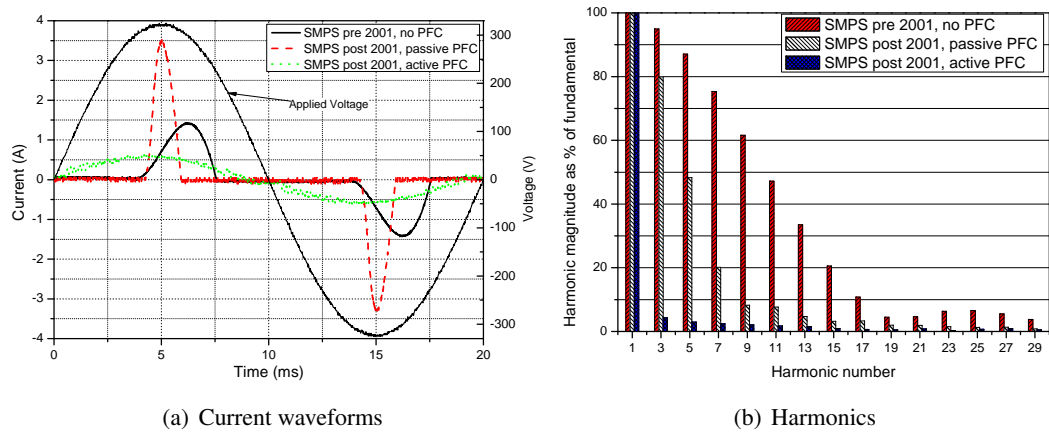 4
3
2
1
0
-1
-2
-3
-4
Current (A)
0
5
10
15
20
Time (ms)
300
200
100
0
-100
-200
-300
Voltage (V)
SMPS pre 2001, no PFC
SMPS post 2001, passive PFC
SMPS post 2001, active PFC
Applied Voltage
(a) Current waveforms
100
80
60
40
20
0
Harmonic magnitude as % of fundamental
SMPS pre 2001, no PFC
SMPS post 2001, passive PFC
SMPS post 2001, active PFC
1 3 5 7 9 11 13 15 17 19 21 23 25 27 29
Harmonic number
(b) Harmonics